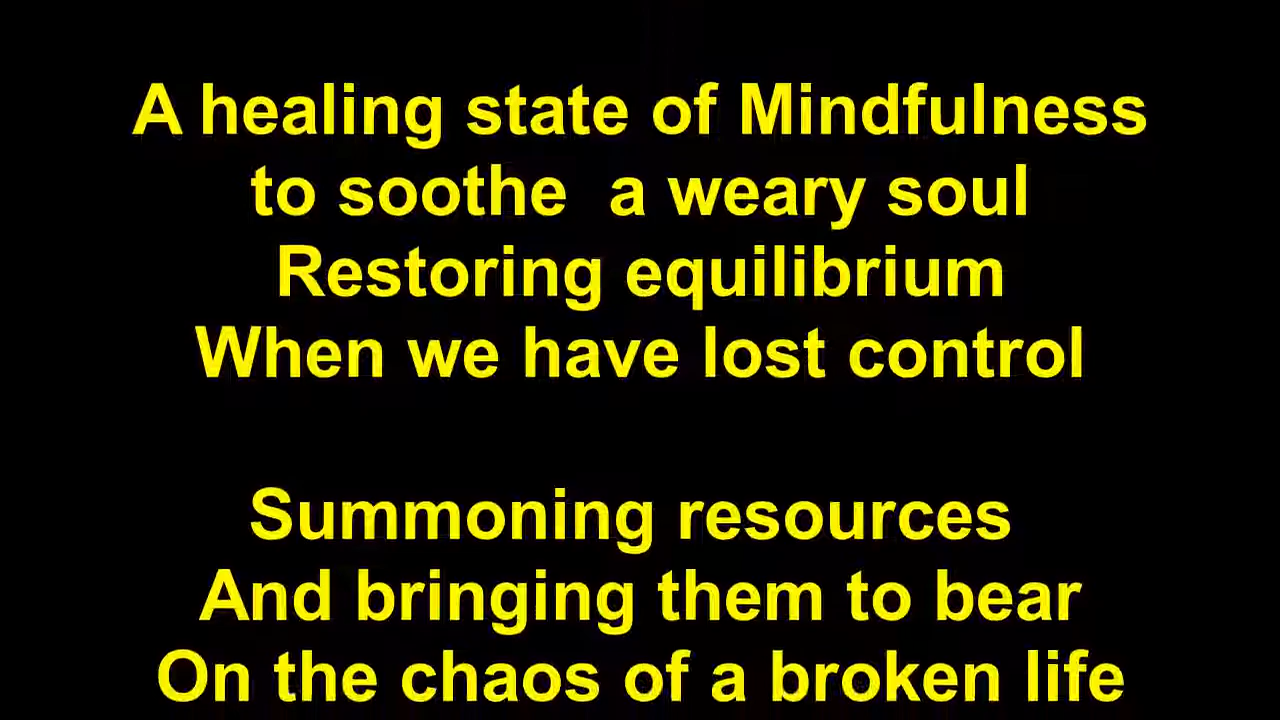 A healing state of Mindfulness
to soothe  a weary soul
Restoring equilibrium
When we have lost control
Summoning resources
And bringing them to bear
On the chaos of a broken life